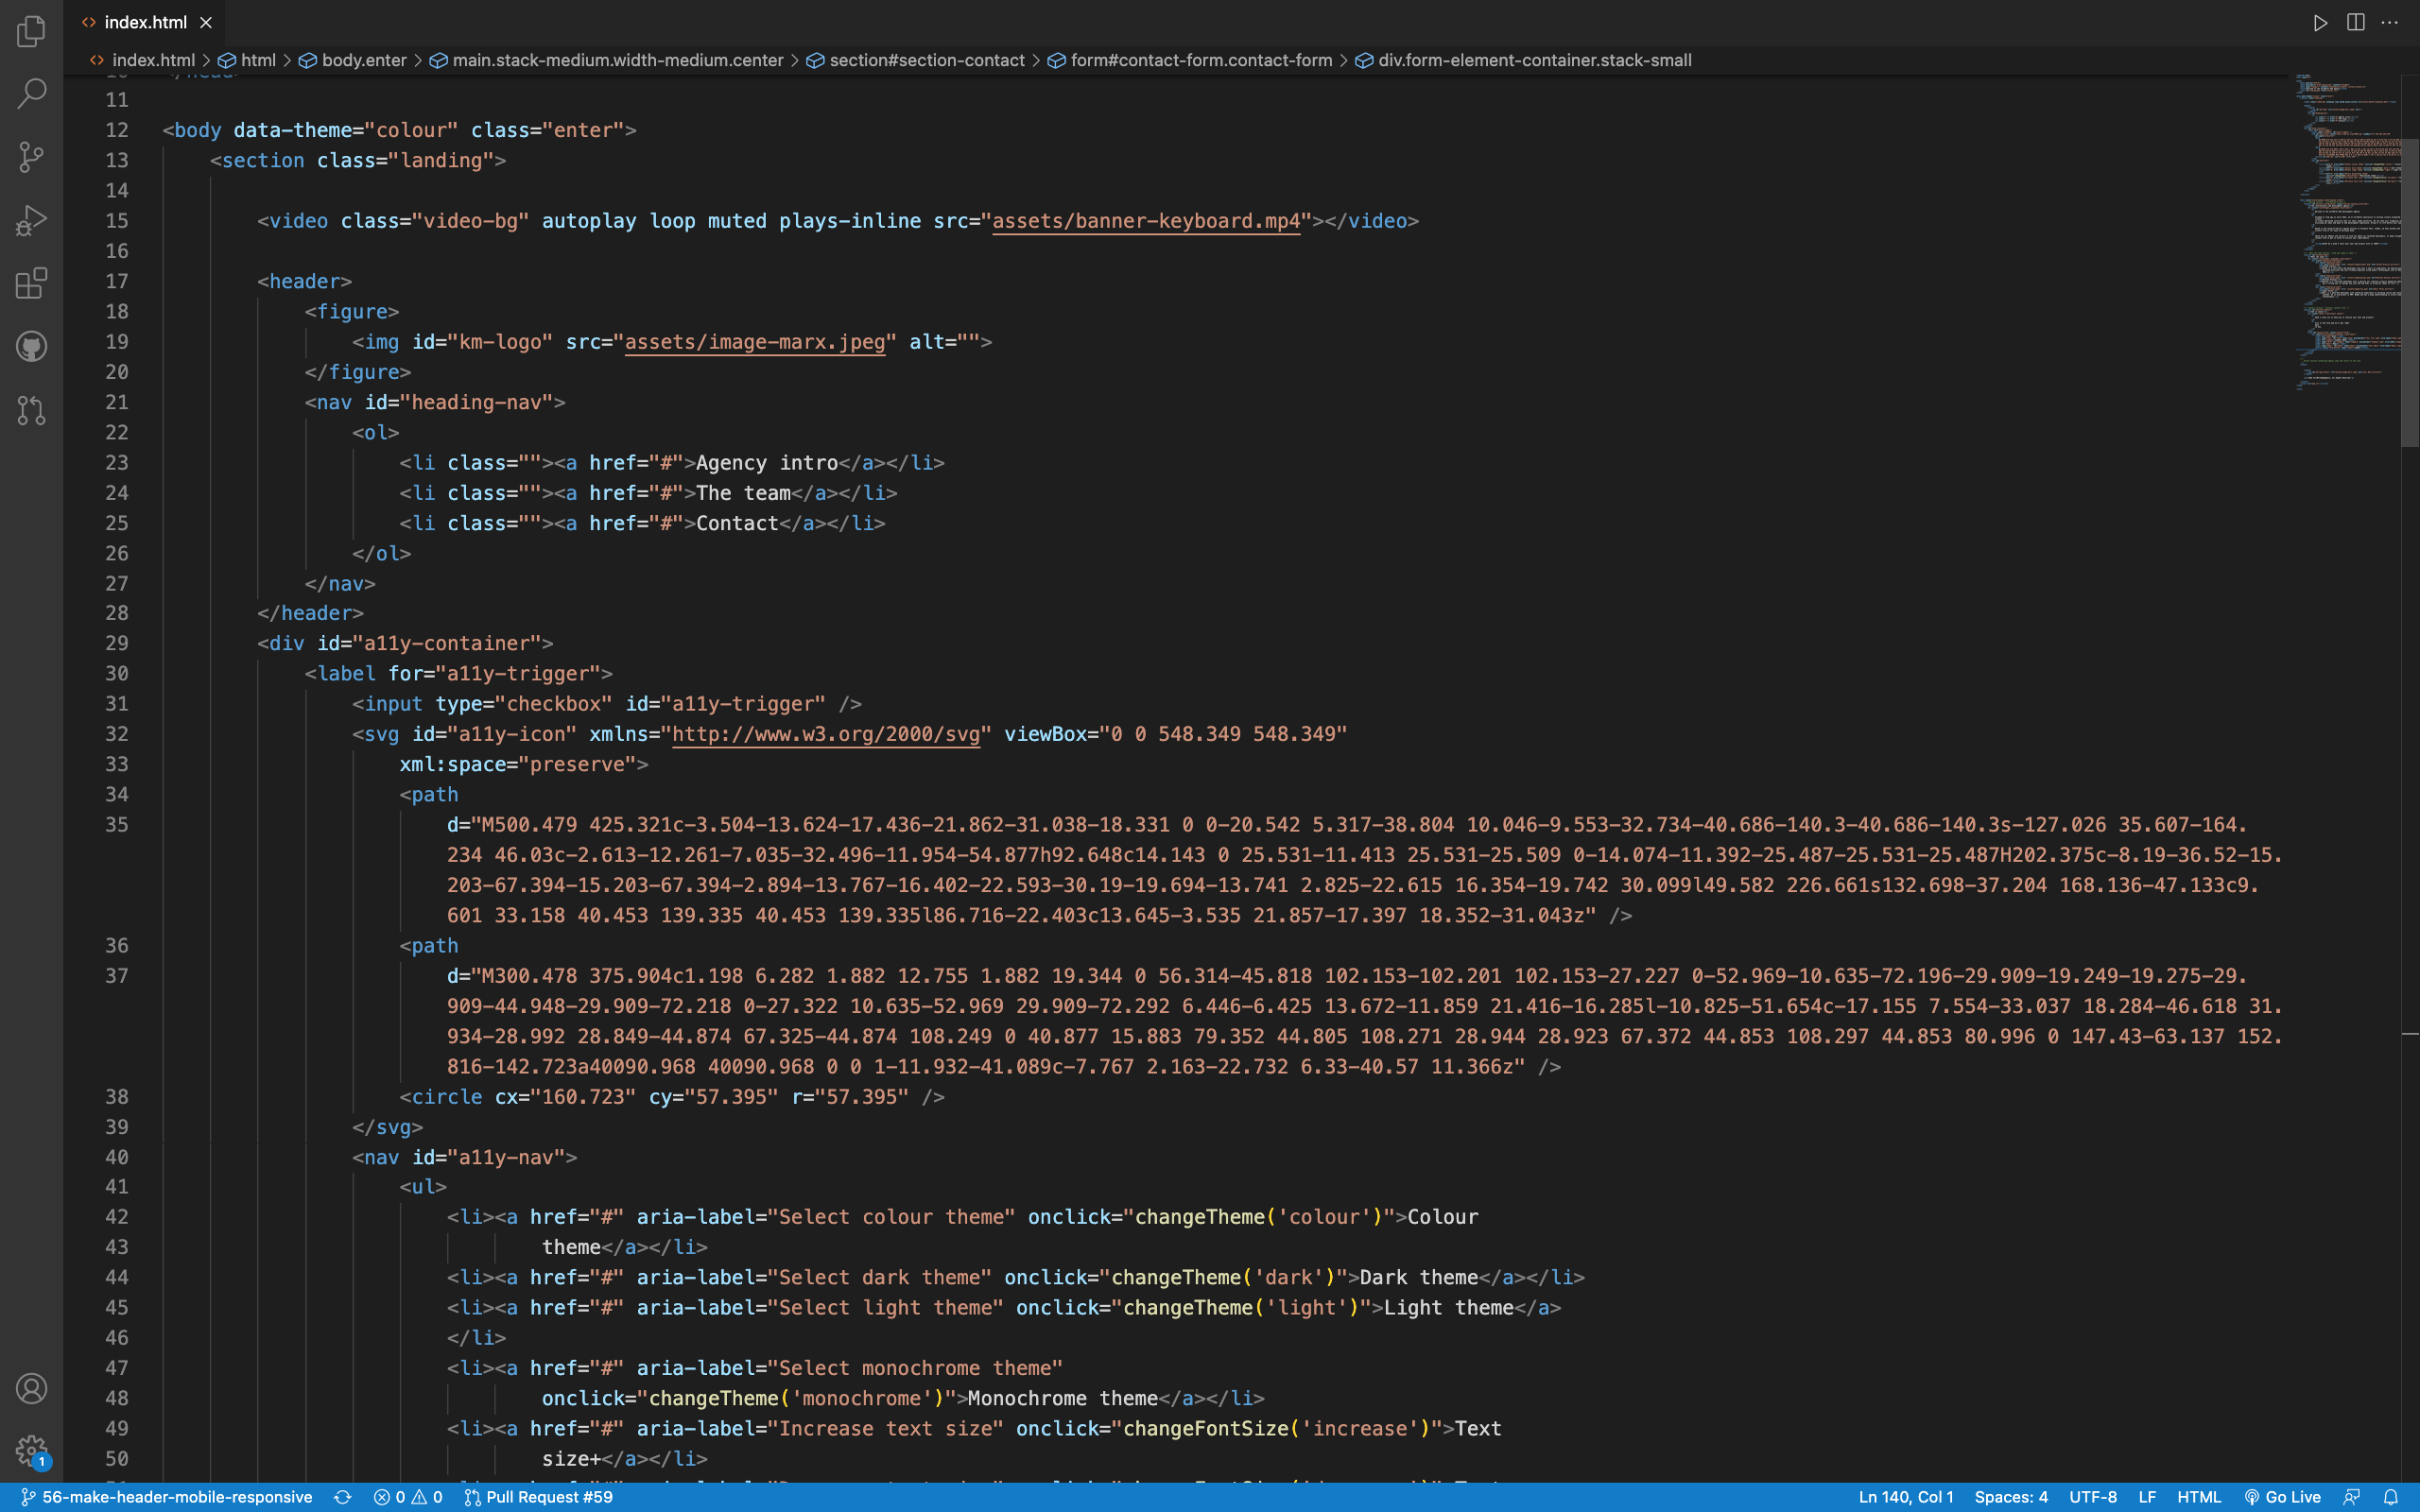 index.html
index.html > html > body.enter > main.stack-medium.width-medium.center > section#section-contact > form#contact-form.contact-form > div.form-element-container.stack-small
11
12 <body data-theme="colour" class="enter">
13 <section class="landing">
14
15 <video class="video-bg" autoplay loop muted plays-inline src="assets/banner-keyboard.mp4"></video>
16
17 <header>
18 <figure>
19 <img id="km-logo" src="assets/image-marx.jpeg" alt="">
20 </figure>
21 <nav id="heading-nav">
22 <ol>
23 <li class=""><a href="#">Agency intro</a></li>
24 <li class=""><a href="#">The team</a></li>
25 <li class=""><a href="#">Contact</a></li>
26 </ol>
27 </nav>
28 </header>
29 <div id="a11y-container">
30 <label for="a11y-trigger">
31 <input type="checkbox" id="a11y-trigger" />
32 <svg id="a11y-icon" xmlns="http://www.w3.org/2000/svg" viewBox="0 0 548.349 548.349"
33 xml:space="preserve">
34 <path
35 d="M500.479 425.321c-3.504-13.624-17.436-21.862-31.038-18.331 0 0-20.542 5.317-38.804 10.046-9.553-32.734-40.686-140.3-40.686-140.3s-127.026 35.607-164.
234 46.03c-2.613-12.261-7.035-32.496-11.954-54.877h92.648c14.143 0 25.531-11.413 25.531-25.509 0-14.074-11.392-25.487-25.531-25.487H202.375c-8.19-36.52-15.
203-67.394-15.203-67.394-2.894-13.767-16.402-22.593-30.19-19.694-13.741 2.825-22.615 16.354-19.742 30.099l49.582 226.661s132.698-37.204 168.136-47.133c9.
601 33.158 40.453 139.335 40.453 139.335l86.716-22.403c13.645-3.535 21.857-17.397 18.352-31.043z" />
36 <path
37 d="M300.478 375.904c1.198 6.282 1.882 12.755 1.882 19.344 0 56.314-45.818 102.153-102.201 102.153-27.227 0-52.969-10.635-72.196-29.909-19.249-19.275-29.
909-44.948-29.909-72.218 0-27.322 10.635-52.969 29.909-72.292 6.446-6.425 13.672-11.859 21.416-16.285l-10.825-51.654c-17.155 7.554-33.037 18.284-46.618 31.
934-28.992 28.849-44.874 67.325-44.874 108.249 0 40.877 15.883 79.352 44.805 108.271 28.944 28.923 67.372 44.853 108.297 44.853 80.996 0 147.43-63.137 152.
816-142.723a40090.968 40090.968 0 0 1-11.932-41.089c-7.767 2.163-22.732 6.33-40.57 11.366z" />
38 <circle cx="160.723" cy="57.395" r="57.395" />
39 </svg>
40 <nav id="a11y-nav">
41 <ul>
42 <li><a href="#" aria-label="Select colour theme" onclick="changeTheme('colour')">Colour
43 theme</a></li>
44 <li><a href="#" aria-label="Select dark theme" onclick="changeTheme('dark')">Dark theme</a></li>
45 <li><a href="#" aria-label="Select light theme" onclick="changeTheme('light')">Light theme</a>
46 </li>
47 <li><a href="#" aria-label="Select monochrome theme"
48 onclick="changeTheme('monochrome')">Monochrome theme</a></li>
49 <li><a href="#" aria-label="Increase text size" onclick="changeFontSize('increase')">Text
50 size+</a></li>
1
56-make-header-mobile-responsive 0 0 Pull Request #59 Ln 140, Col 1 Spaces: 4 UTF-8 LF HTML Go Live